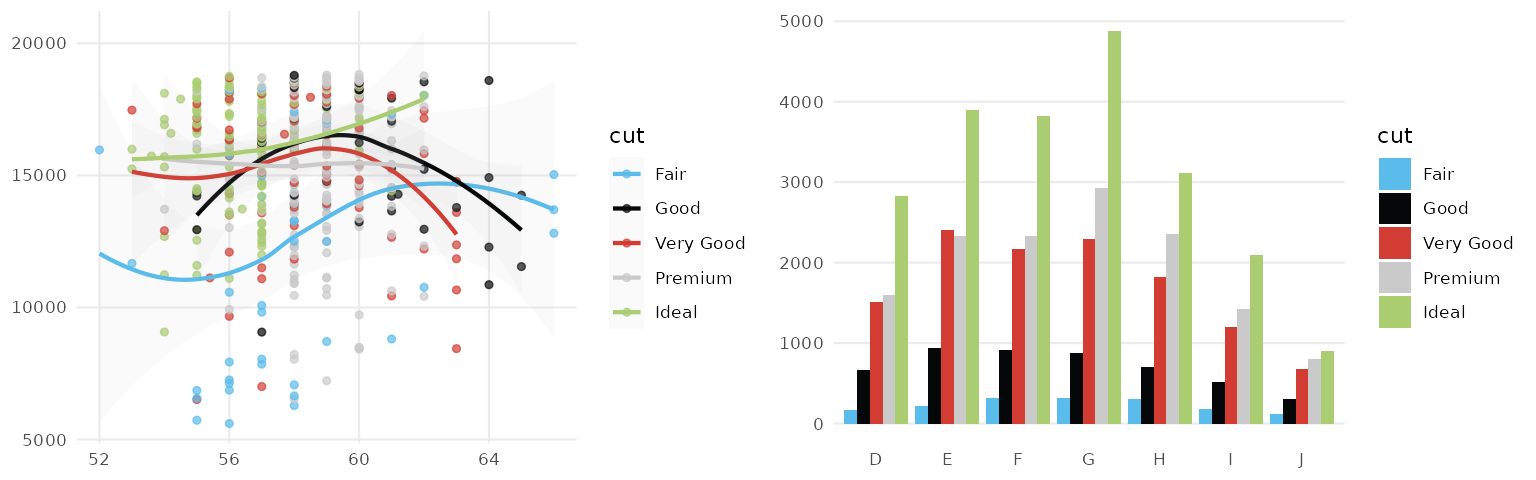 20000
15000
10000
5000
52 56 60 64
cut
Fair
Good
Very Good
Premium
Ideal
5000
4000
3000
2000
1000
0
D E F G H I J
cut
Fair
Good
Very Good
Premium
Ideal